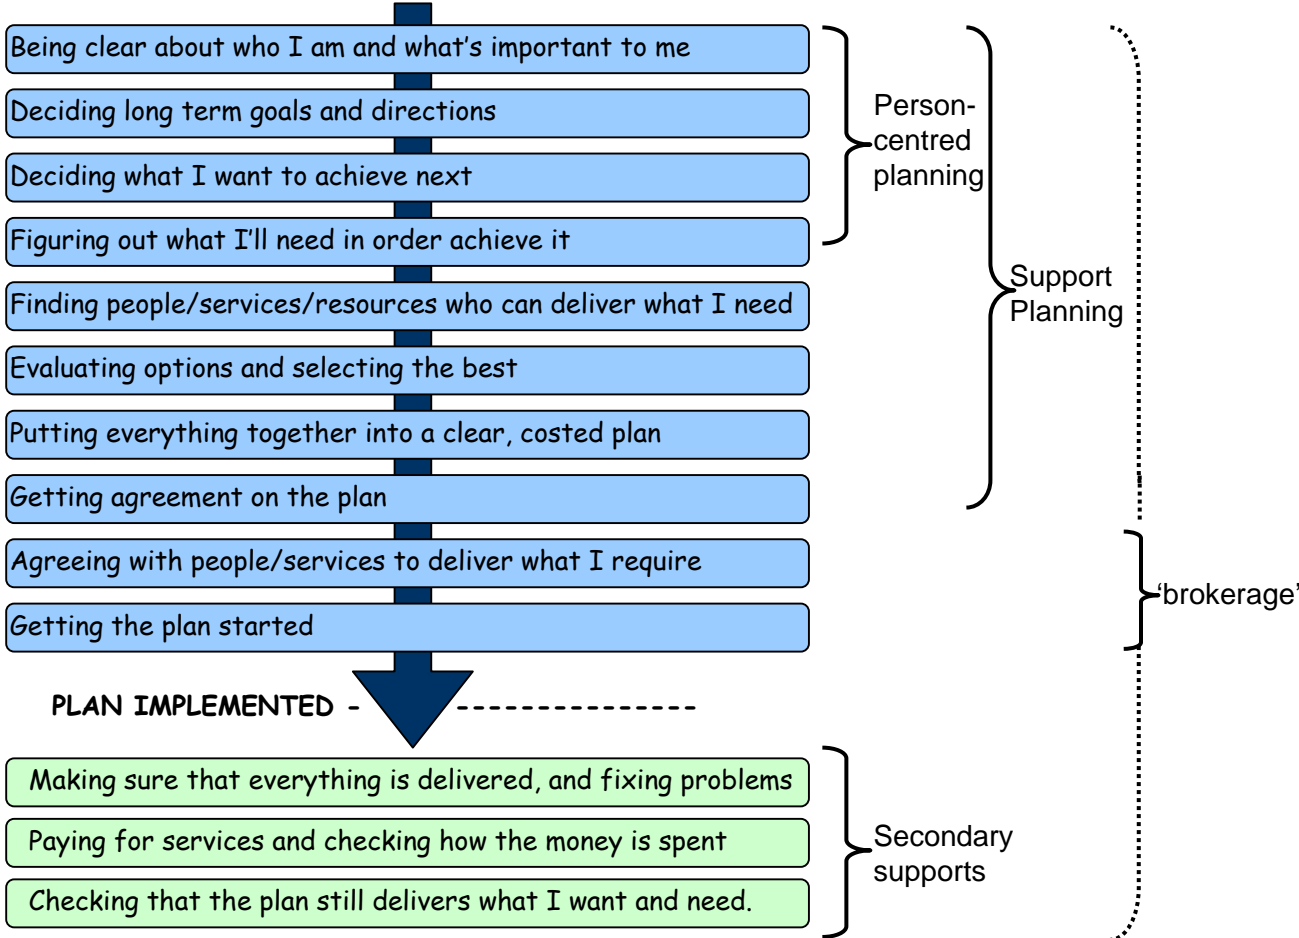 Being clear about who I am and what's important to me
Deciding long term goals and directions
Deciding what I want to achieve next
Figuring out what I'll need in order achieve it
Finding people/services/resources who can deliver what I need
Evaluating options and selecting the best
Putting everything together into a clear, costed plan
Getting agreement on the plan
Agreeing with people/services to deliver what I require
Getting the plan started
Person-
centred
planning
Support
Planning
‘brokerage’
PLAN IMPLEMENTED
Making sure that everything is delivered, and fixing problems
Paying for services and checking how the money is spent
Checking that the plan still delivers what I want and need.
Secondary
supports